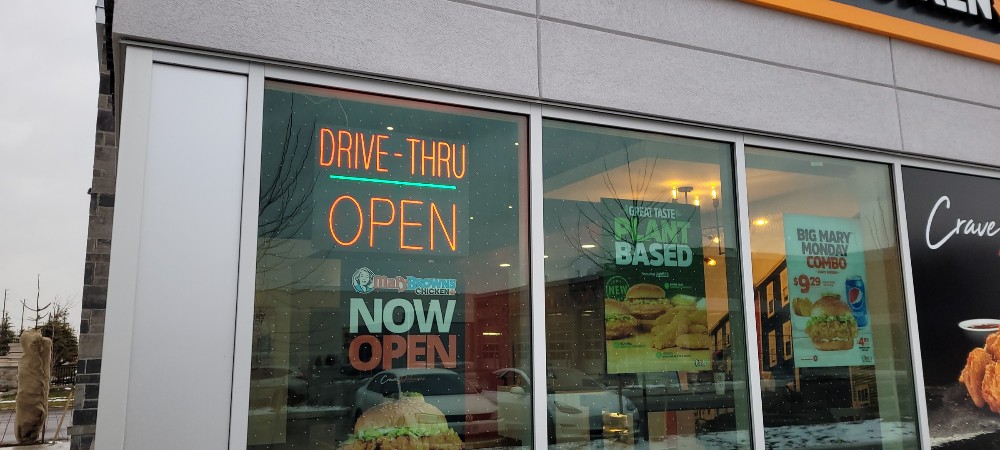 DRIVE-THRU
OPEN
mary BROWN'S
CHICKEN
NOW
OPEN
GREAT TASTE
PLANT
BASED
NEW
BIG MARY
MONDAY
COMBO
$9 29
Crave